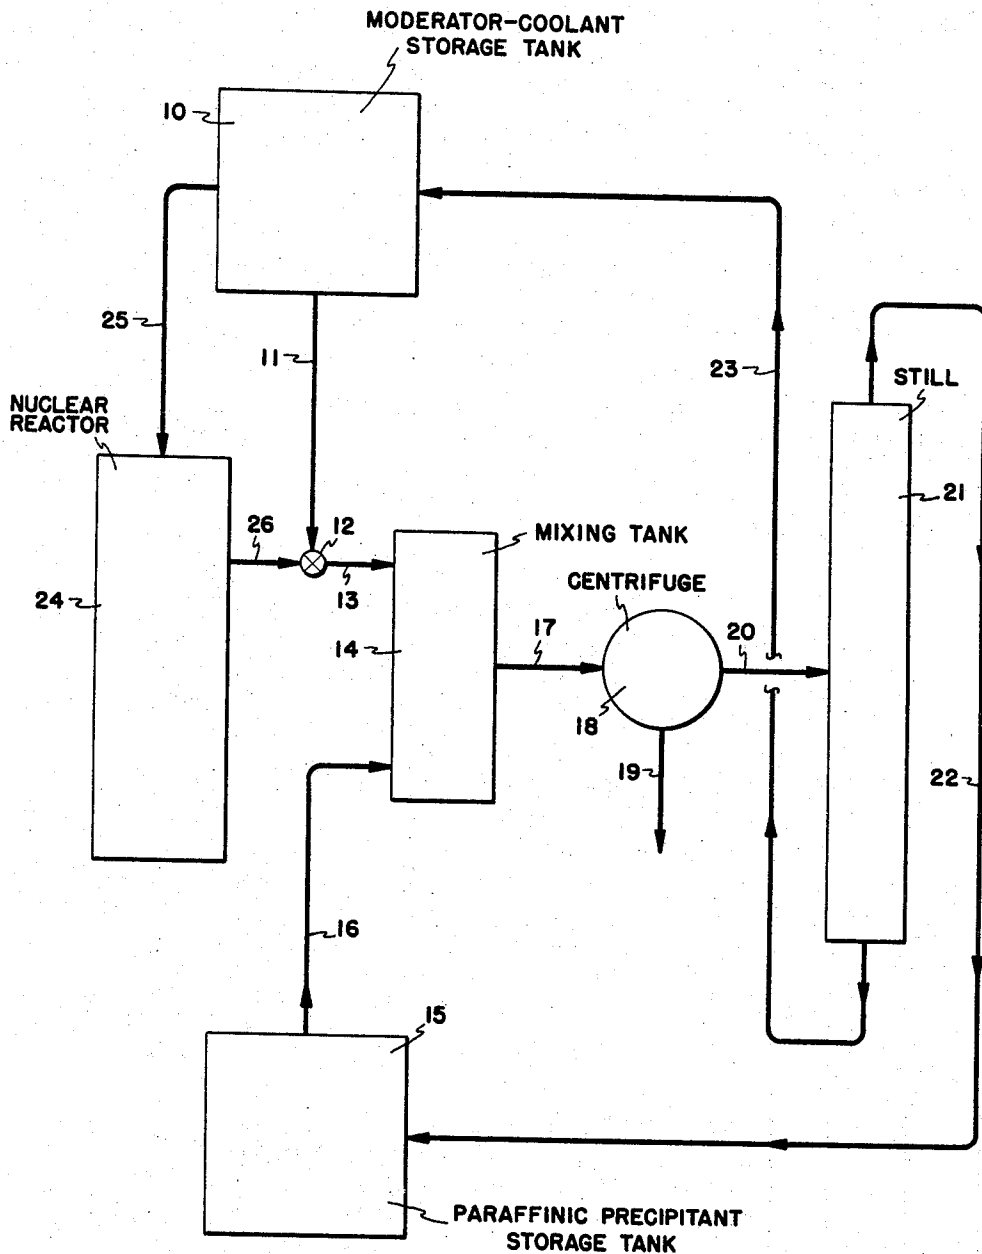 MODERATOR-COOLANT
STORAGE TANK
10
25
11
23
STILL
NUCLEAR
REACTOR
21
26
12
MIXING TANK
13
CENTRIFUGE
24
14
17
20
18
19
22
16
15
PARAFFINIC PRECIPITANT
STORAGE TANK